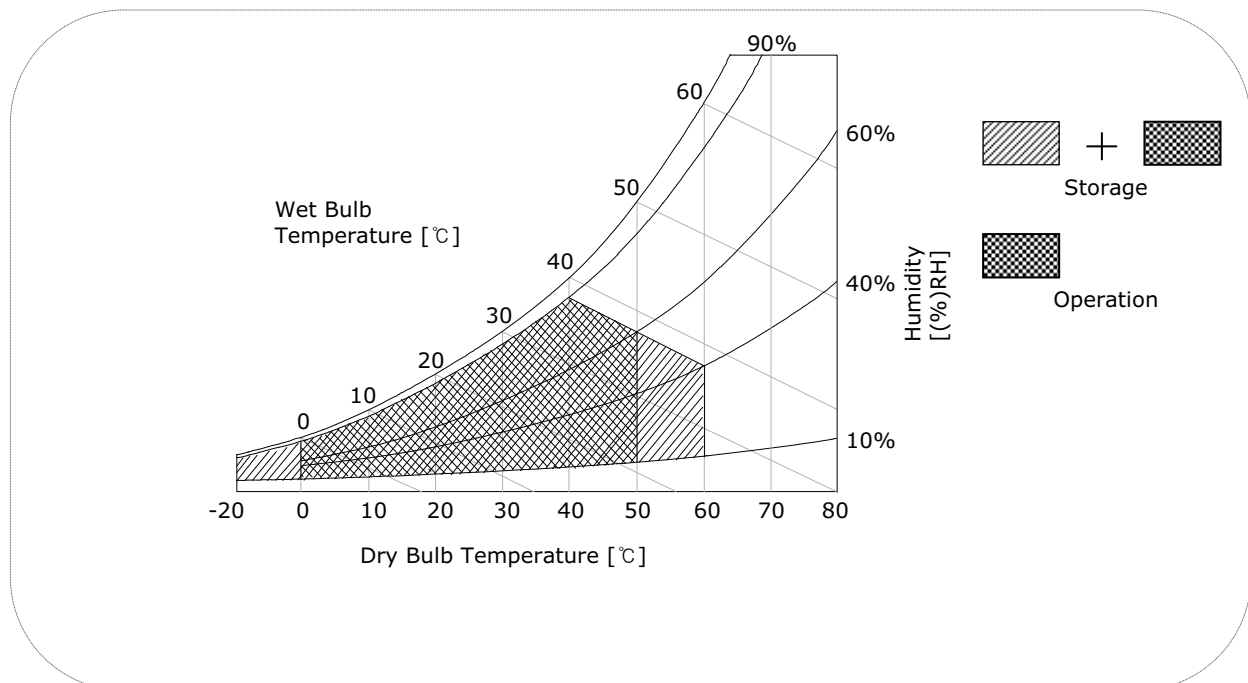 90%
60
60%
50
Wet Bulb
Temperature [℃]
+
Storage
40
40%
Humidity
[(%)RH]
Operation
30
20
10
0
10%
-20 0 10 20 30 40 50 60 70 80
Dry Bulb Temperature [℃]